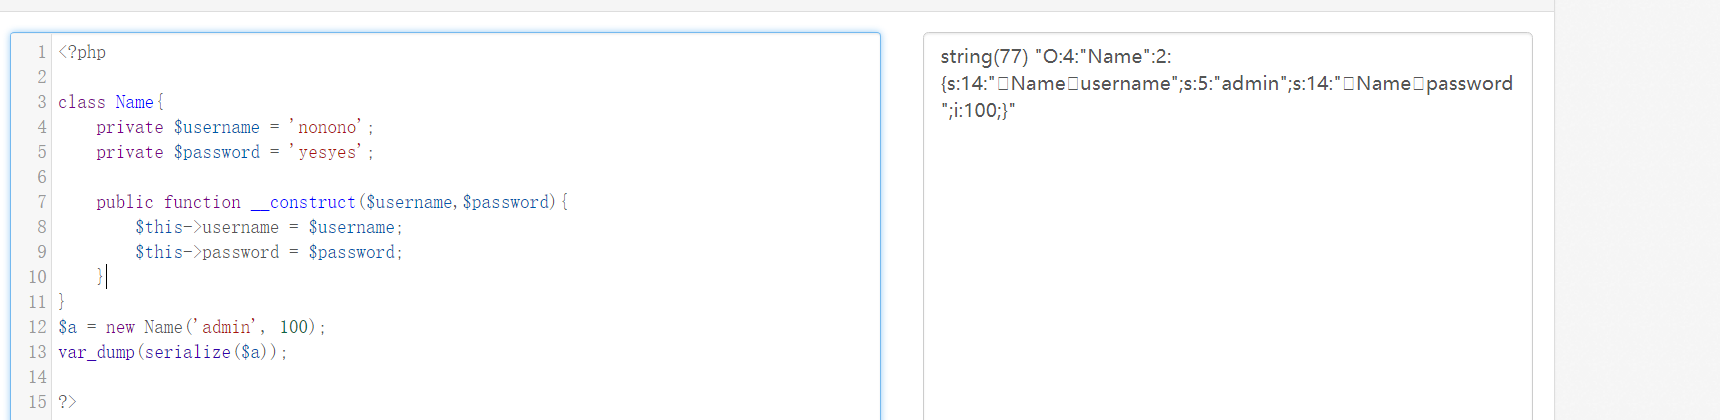 1 <?php
2
3 class Name{
4     private $username = 'nonono';
5     private $password = 'yesyes';
6
7     public function __construct($username,$password){
8         $this->username = $username;
9         $this->password = $password;
10     }
11 }
12 $a = new Name('admin', 100);
13 var_dump(serialize($a));
14
15 ?>
string(77) "O:4:"Name":2:
{s:14:"□Name□username";s:5:"admin";s:14:"□Name□password
";i:100;}"